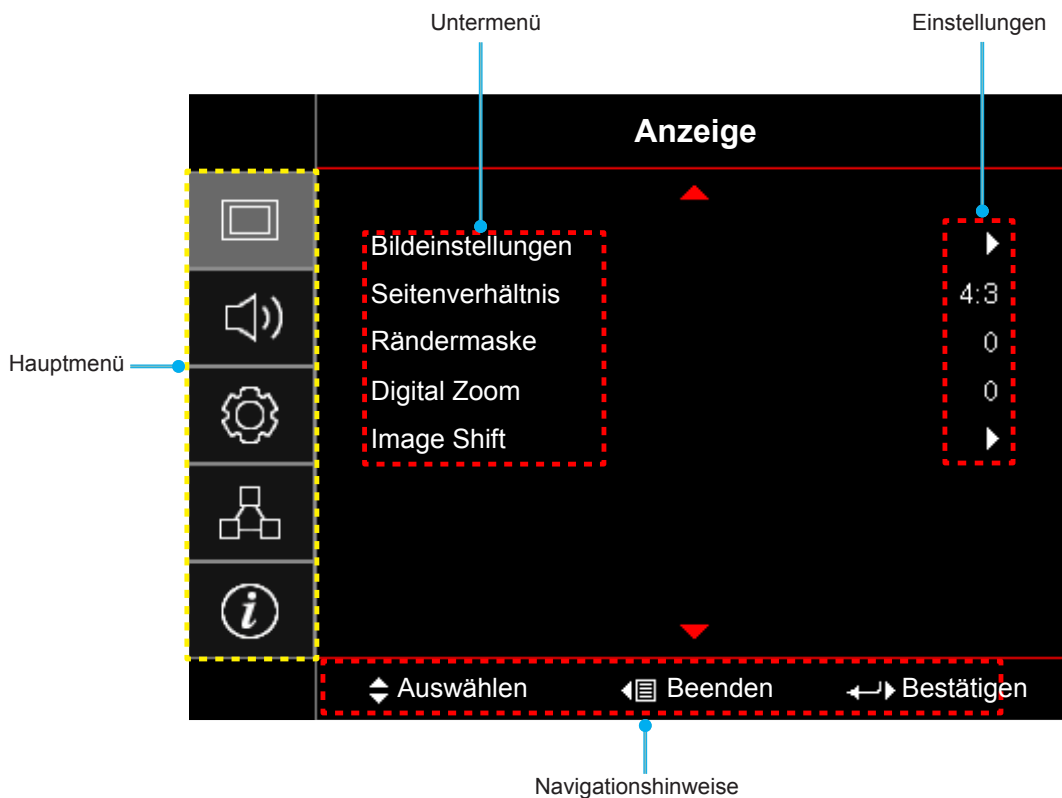 Untermenü
Einstellungen
Anzeige
Bildeinstellungen
Seitenverhältnis 4:3
Rändermaske 0
Hauptmenü
Digital Zoom 0
Image Shift
i
Auswählen Beenden Bestätigen
Navigationshinweise